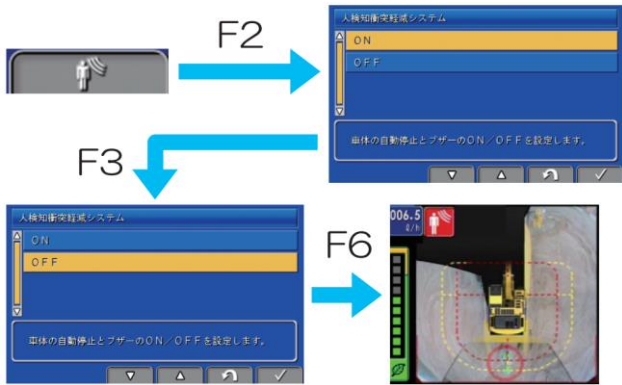 F2
人検知衝突軽減システム
ON
OFF
車体の自動停止とブザーのON/OFFを設定します。
F3
人検知衝突軽減システム
ON
OFF
車体の自動停止とブザーのON/OFFを設定します。
F6
006.5
ℓ/h